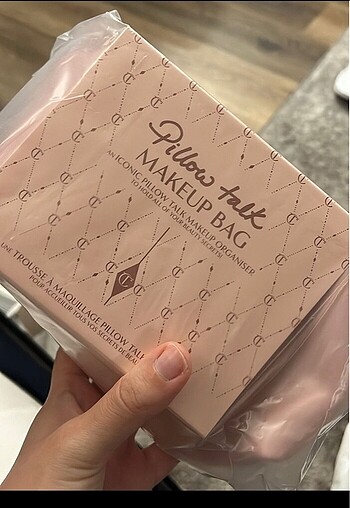 Pillow talk
MAKEUP BAG
AN ICONIC PILLOW TALK MAKEUP ORGANISER
TO HOLD ALL OF YOUR BEAUTY SECRETS!
UNE TROUSSE À MAQUILLAGE PILLOW TALK
POUR ACCUEILLIR TOUS VOS SECRETS DE